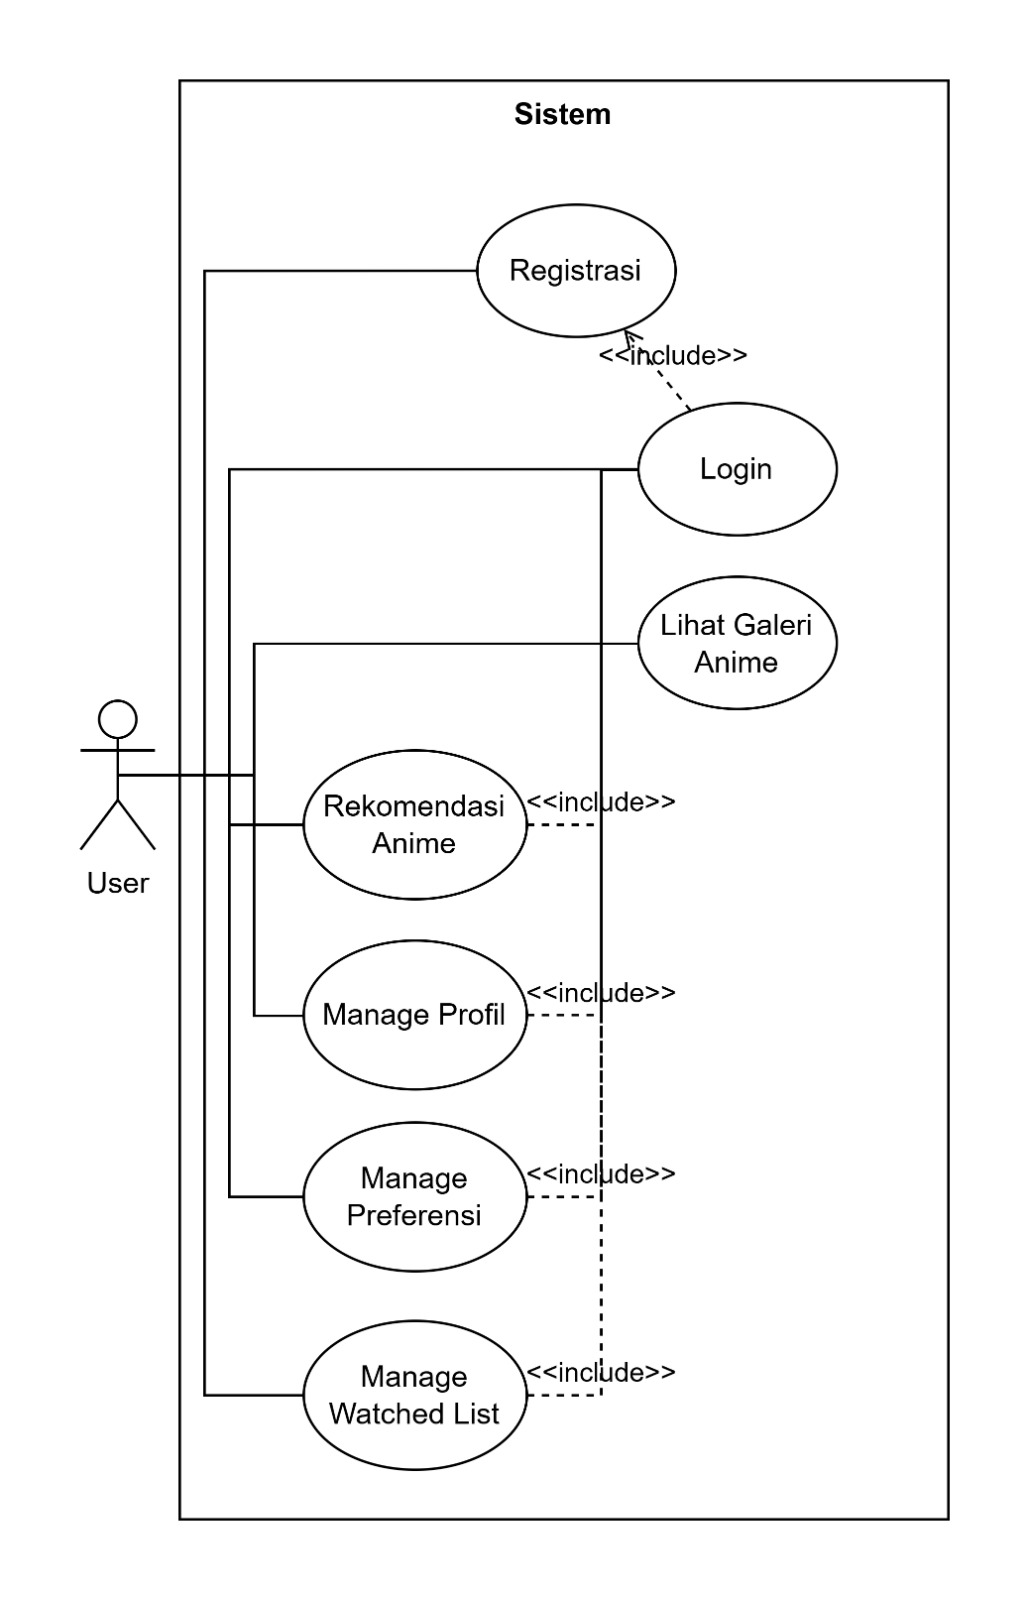 Sistem
Registrasi
<<include>>
Login
Lihat Galeri
Anime
<<include>>
Rekomendasi
Anime
User
<<include>>
Manage Profil
<<include>>
Manage
Preferensi
<<include>>
Manage
Watched List